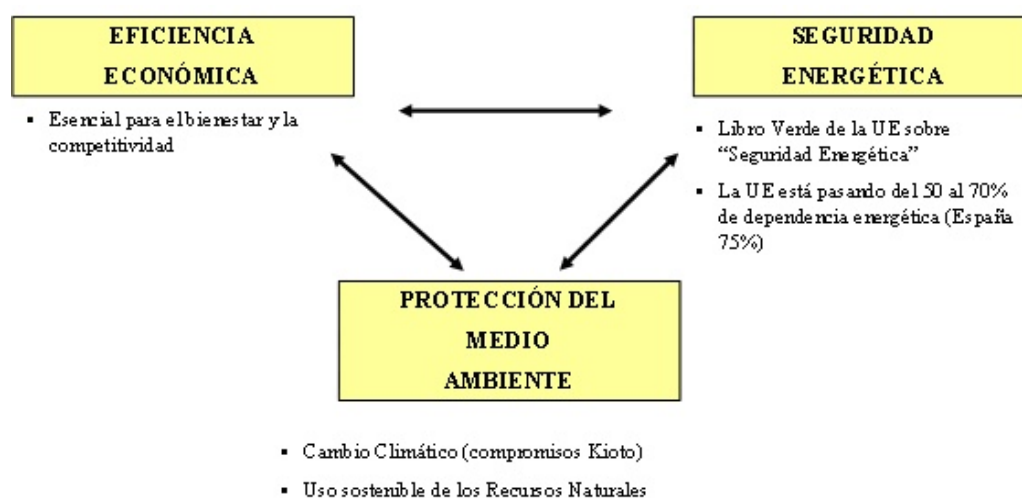 EFICIENCIA
ECONÓMICA
▪ Esencial para el bienestar y la
competitividad
SEGURIDAD
ENERGÉTICA
▪ Libro Verde de la UE sobre
“Seguridad Energética”
▪ La UE está pasando del 50 al 70%
de dependencia energética (España
75%)
PROTECCIÓN DEL
MEDIO
AMBIENTE
▪ Cambio Climático (compromisos Kioto)
▪ Uso sostenible de los Recursos Naturales